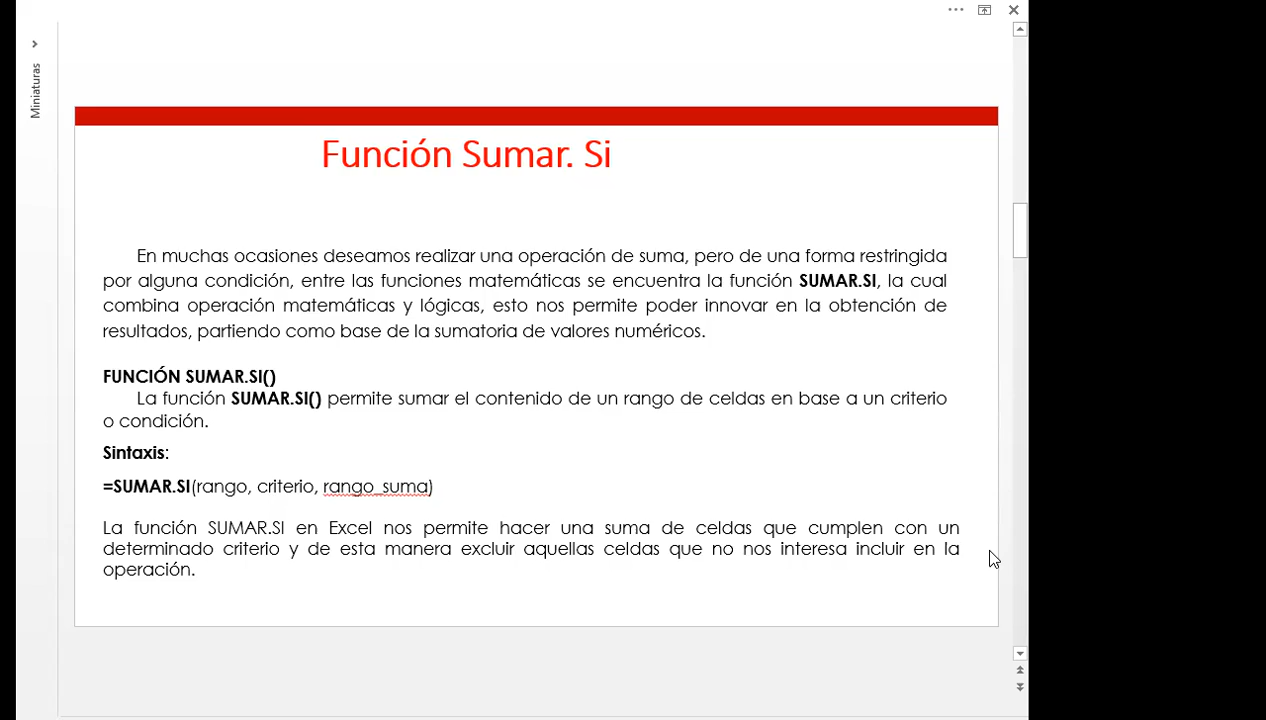 Miniaturas
Función Sumar. Si
En muchas ocasiones deseamos realizar una operación de suma, pero de una forma restringida
por alguna condición, entre las funciones matemáticas se encuentra la función SUMAR.SI, la cual
combina operación matemáticas y lógicas, esto nos permite poder innovar en la obtención de
resultados, partiendo como base de la sumatoria de valores numéricos.
FUNCIÓN SUMAR.SI()
La función SUMAR.SI() permite sumar el contenido de un rango de celdas en base a un criterio
o condición.
Sintaxis:
=SUMAR.SI(rango, criterio, rango_suma)
La función SUMAR.SI en Excel nos permite hacer una suma de celdas que cumplen con un
determinado criterio y de esta manera excluir aquellas celdas que no nos interesa incluir en la
operación.